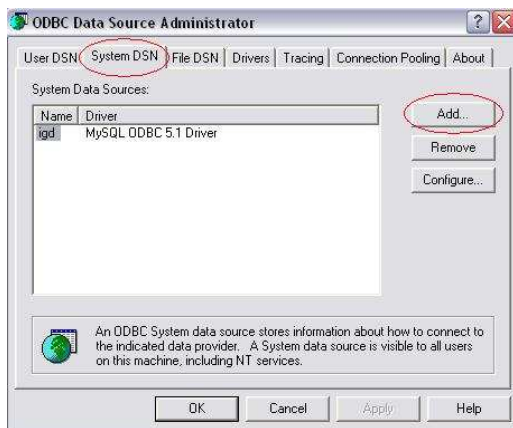 ODBC Data Source Administrator
User DSN System DSN File DSN Drivers Tracing Connection Pooling About
System Data Sources:
Name Driver
igd MySQL ODBC 5.1 Driver
Add...
Remove
Configure...
An ODBC System data source stores information about how to connect to
the indicated data provider. A System data source is visible to all users
on this machine, including NT services.
OK Cancel Apply Help